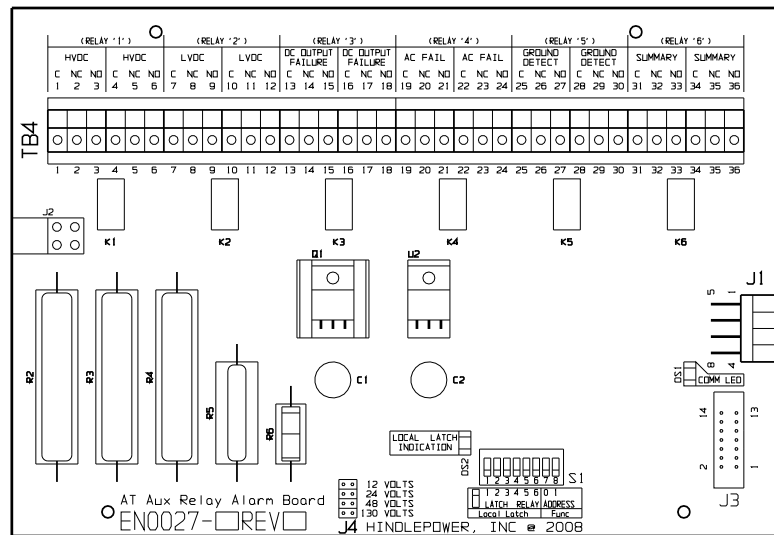 (RELAY '1') (RELAY '2') (RELAY '3') (RELAY '4') (RELAY '5') (RELAY '6')
HVDC HVDC LVDC LVDC DC OUTPUT FAILURE DC OUTPUT FAILURE AC FAIL AC FAIL GROUND DETECT GROUND DETECT SUMMARY SUMMARY
C NC NO C NC NO C NC NO C NC NO C NC NO C NC NO C NC NO C NC NO C NC NO C NC NO C NC NO C NC NO
1 2 3 4 5 6 7 8 9 10 11 12 13 14 15 16 17 18 19 20 21 22 23 24 25 26 27 28 29 30 31 32 33 34 35 36
TB4
1 2 3 4 5 6 7 8 9 10 11 12 13 14 15 16 17 18 19 20 21 22 23 24 25 26 27 28 29 30 31 32 33 34 35 36
J2
K1 K2 K3 K4 K5 K6
Q1 U2
J1
5 1
8 4
R2 R3 R4 R5 R6
C1 C2
DS1 COMM LED
14 13
2 1
J3
LOCAL LATCH
INDICATION
DS2
1 2 3 4 5 6 7 8
S1
1 2 3 4 5 6 0 1
LATCH RELAY ADDRESS
Local Latch Func
12 VOLTS
24 VOLTS
48 VOLTS
130 VOLTS
J4
AT Aux Relay Alarm Board
EN0027-□REV□
HINDLEPOWER, INC @ 2008